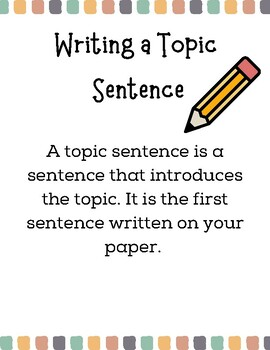 Writing a Topic
Sentence
A topic sentence is a
sentence that introduces
the topic. It is the first
sentence written on your
paper.